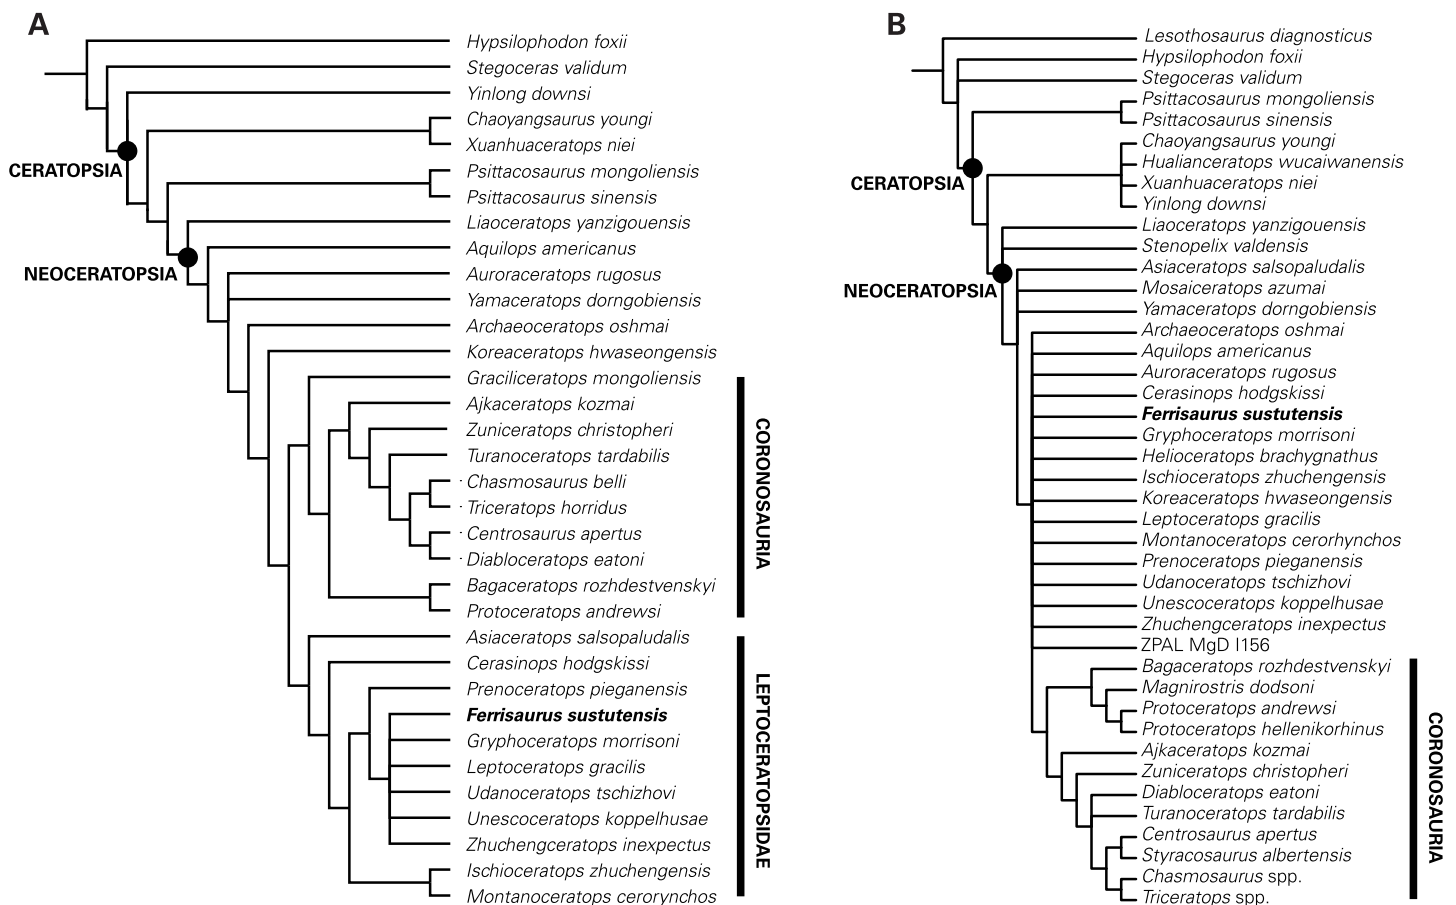 A
Hypsilophodon foxii
Stegoceras validum
Yinlong downsi
Chaoyangsaurus youngi
Xuanhuaceratops niei
CERATOPSIA
Psittacosaurus mongoliensis
Psittacosaurus sinensis
Liaoceratops yanzigouensis
Aquilops americanus
NEOCERATOPSIA
Auroraceratops rugosus
Yamaceratops dorngobiensis
Archaeoceratops oshmai
Koreaceratops hwaseongensis
Graciliceratops mongoliensis
Ajkaceratops kozmai
Zuniceratops christopheri
Turanoceratops tardabilis
Chasmosaurus belli
Triceratops horridus
Centrosaurus apertus
Diabloceratops eatoni
Bagaceratops rozhdestvenskyi
Protoceratops andrewsi
CORONOSAURIA
Asiaceratops salsopaludalis
Cerasinops hodgskissi
Prenoceratops pieganensis
Ferrisaurus sustutensis
Gryphoceratops morrisoni
Leptoceratops gracilis
Udanoceratops tschizhovi
Unescoceratops koppelhusae
Zhuchengceratops inexpectus
Ischioceratops zhuchengensis
Montanoceratops cerorynchos
LEPTOCERATOPSIDAE
B
Lesothosaurus diagnosticus
Hypsilophodon foxii
Stegoceras validum
Psittacosaurus mongoliensis
Psittacosaurus sinensis
Chaoyangsaurus youngi
Hualianceratops wucaiwanensis
CERATOPSIA
Xuanhuaceratops niei
Yinlong downsi
Liaoceratops yanzigouensis
Stenopelix valdensis
Asiaceratops salsopaludalis
NEOCERATOPSIA
Mosaiceratops azumai
Yamaceratops dorngobiensis
Archaeoceratops oshmai
Aquilops americanus
Auroraceratops rugosus
Cerasinops hodgskissi
Ferrisaurus sustutensis
Gryphoceratops morrisoni
Helioceratops brachygnathus
Ischioceratops zhuchengensis
Koreaceratops hwaseongensis
Leptoceratops gracilis
Montanoceratops cerorhynchos
Prenoceratops pieganensis
Udanoceratops tschizhovi
Unescoceratops koppelhusae
Zhuchengceratops inexpectus
ZPAL MgD I156
Bagaceratops rozhdestvenskyi
Magnirostris dodsoni
Protoceratops andrewsi
Protoceratops hellenikorhinus
Ajkaceratops kozmai
Zuniceratops christopheri
Diabloceratops eatoni
Turanoceratops tardabilis
Centrosaurus apertus
Styracosaurus albertensis
Chasmosaurus spp.
Triceratops spp.
CORONOSAURIA